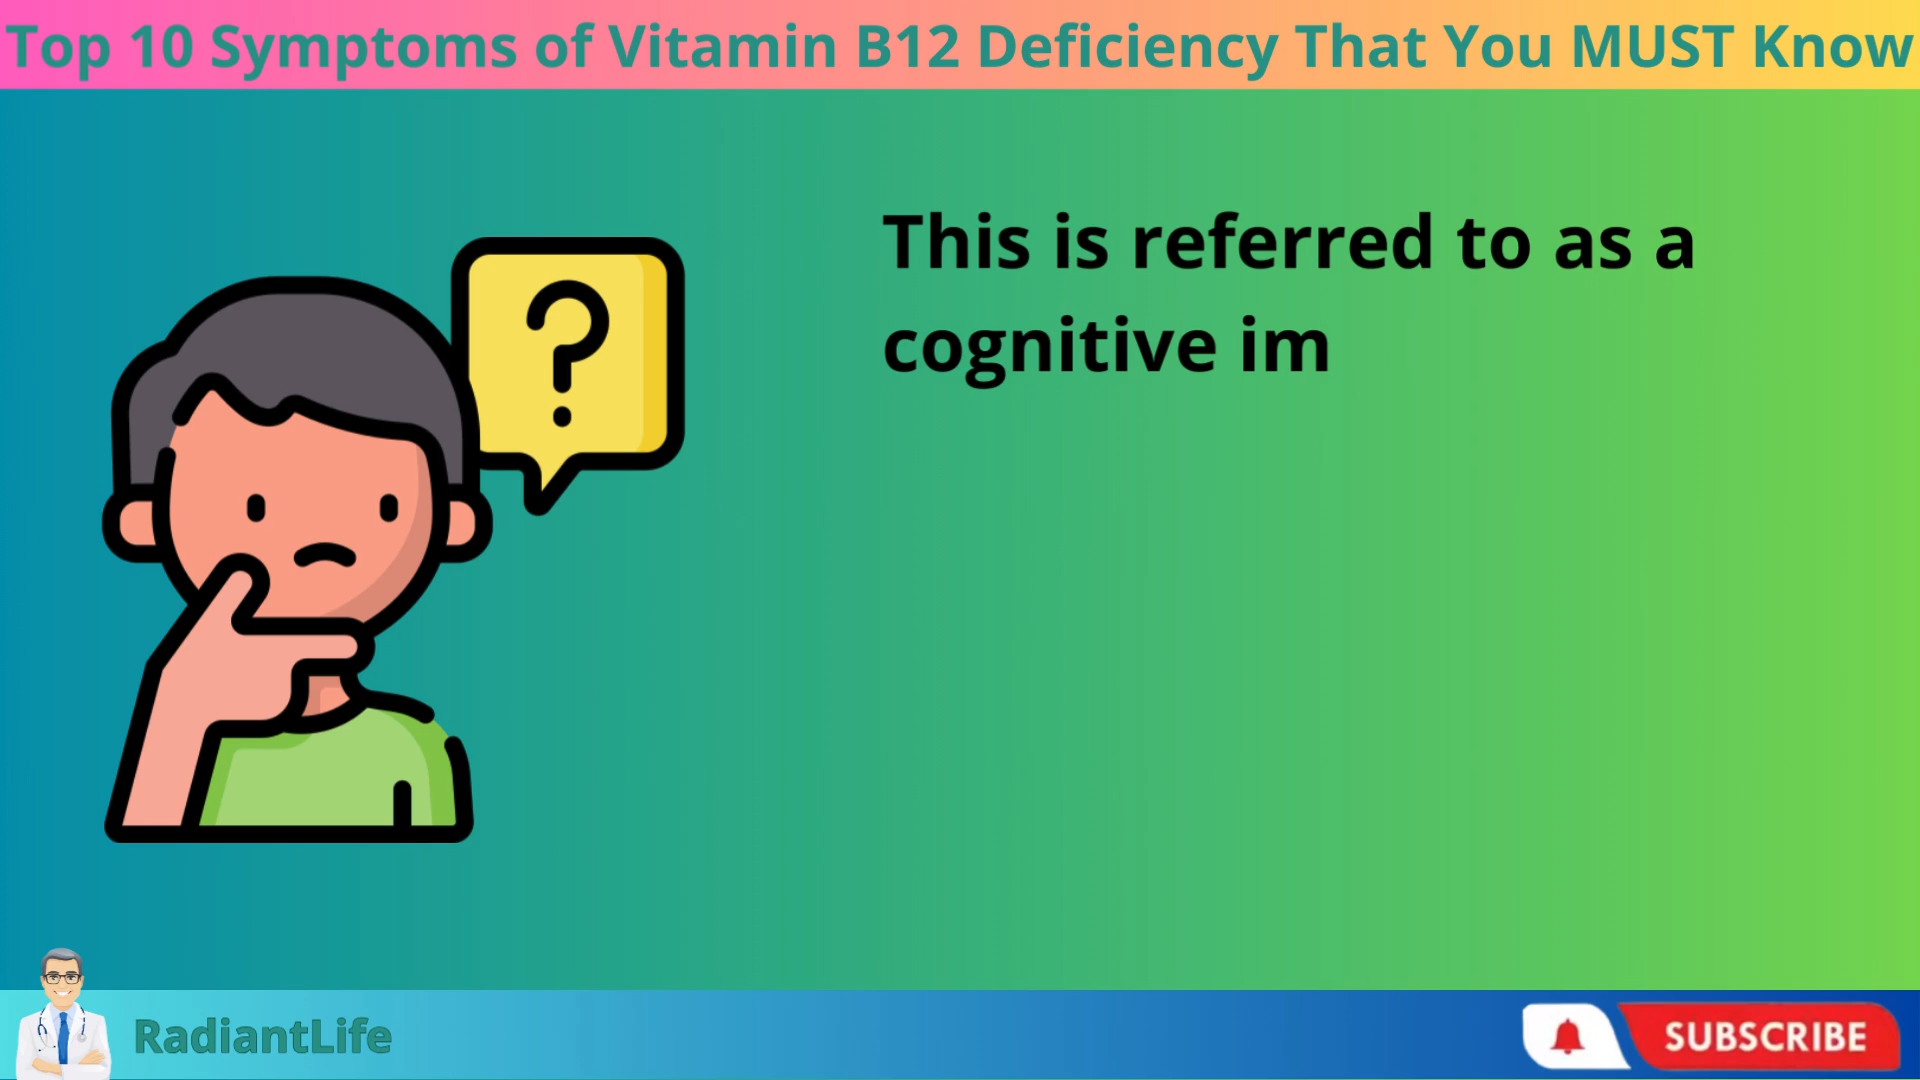 Top 10 Symptoms of Vitamin B12 Deficiency That You MUST Know
?
This is referred to as a
cognitive im
RadiantLife
SUBSCRIBE